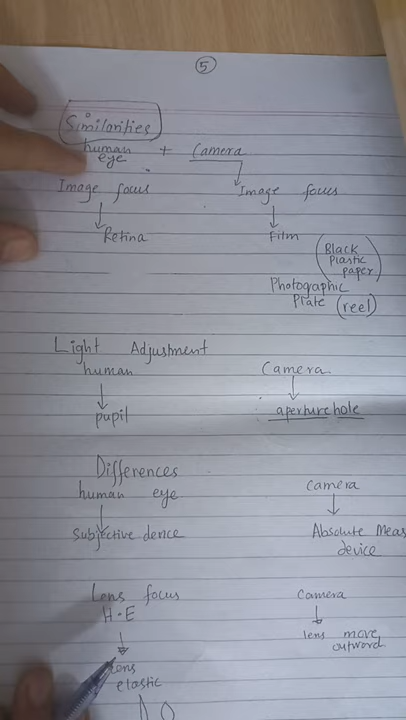 5
Similarities
human eye + Camera
Image focus Image focus
Retina Film (Black Plastic paper)
Photographic Plate (reel)
Light Adjustment
human Camera
pupil aperture hole
Differences
human eye Camera
Subjective dence Absolute Meas device
Lens focus
H.E Camera
Lens elastic lens move outward